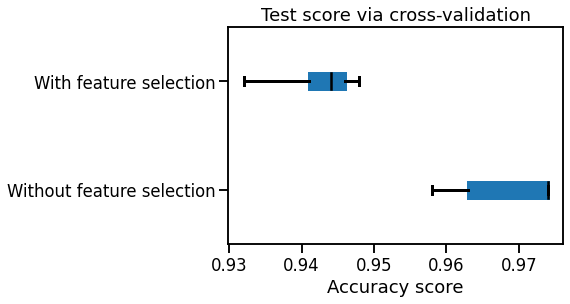 Test score via cross-validation
With feature selection
Without feature selection
0.93 0.94 0.95 0.96 0.97
Accuracy score